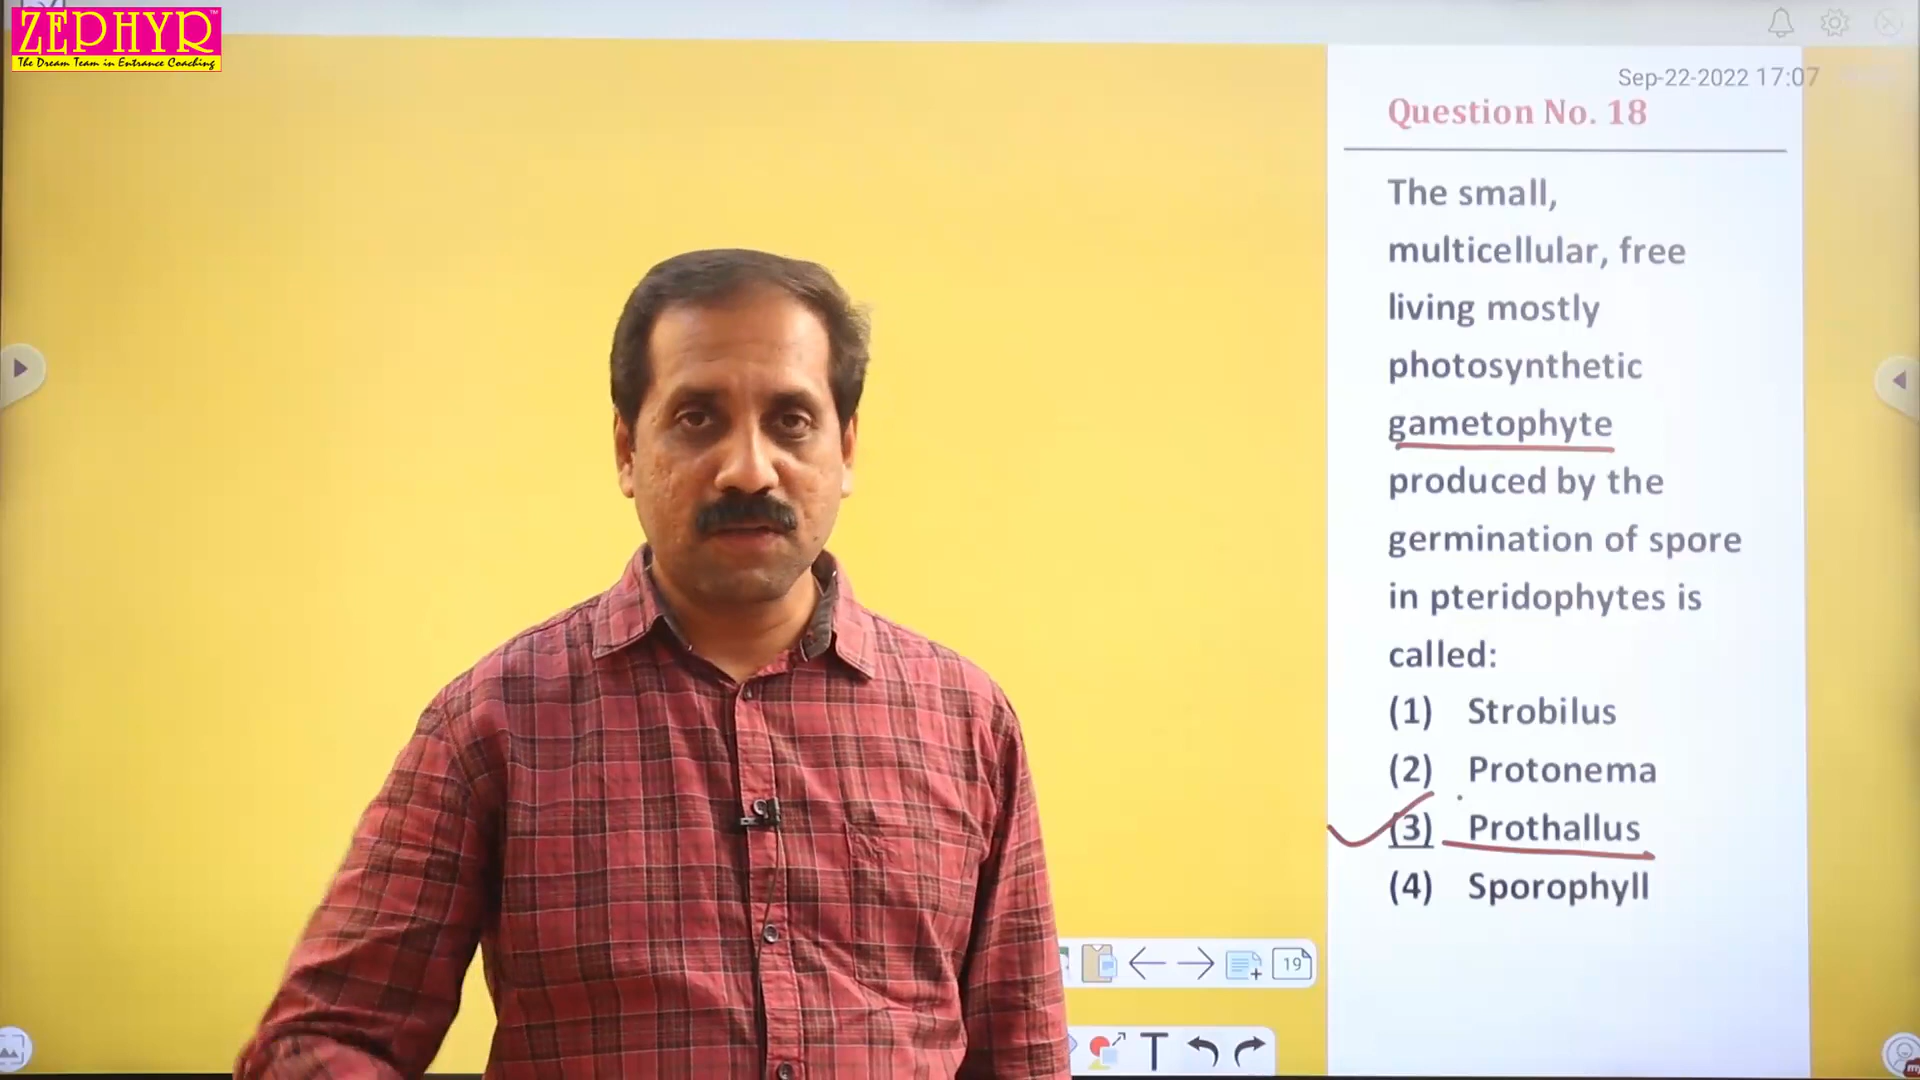 ZEPHYR™
The Dream Team in Entrance Coaching
Sep-22-2022 17:07
Question No. 18
The small,
multicellular, free
living mostly
photosynthetic
gametophyte
produced by the
germination of spore
in pteridophytes is
called:
(1) Strobilus
(2) Protonema
(3) Prothallus
(4) Sporophyll
19
T